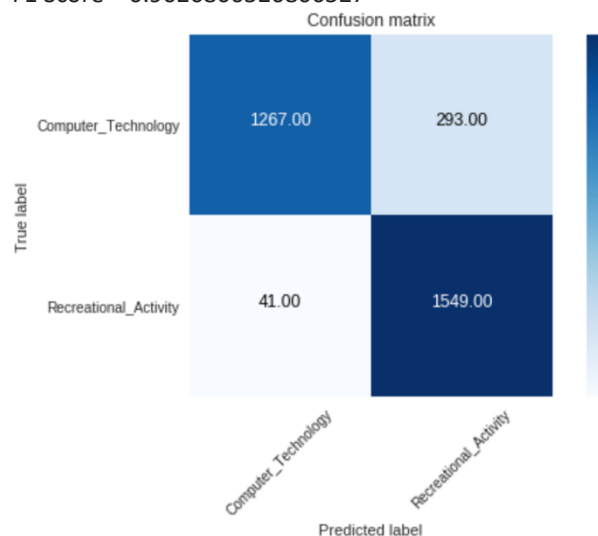 Confusion matrix
Computer_Technology
1267.00
293.00
True label
Recreational_Activity
41.00
1549.00
Computer_Technology
Recreational_Activity
Predicted label